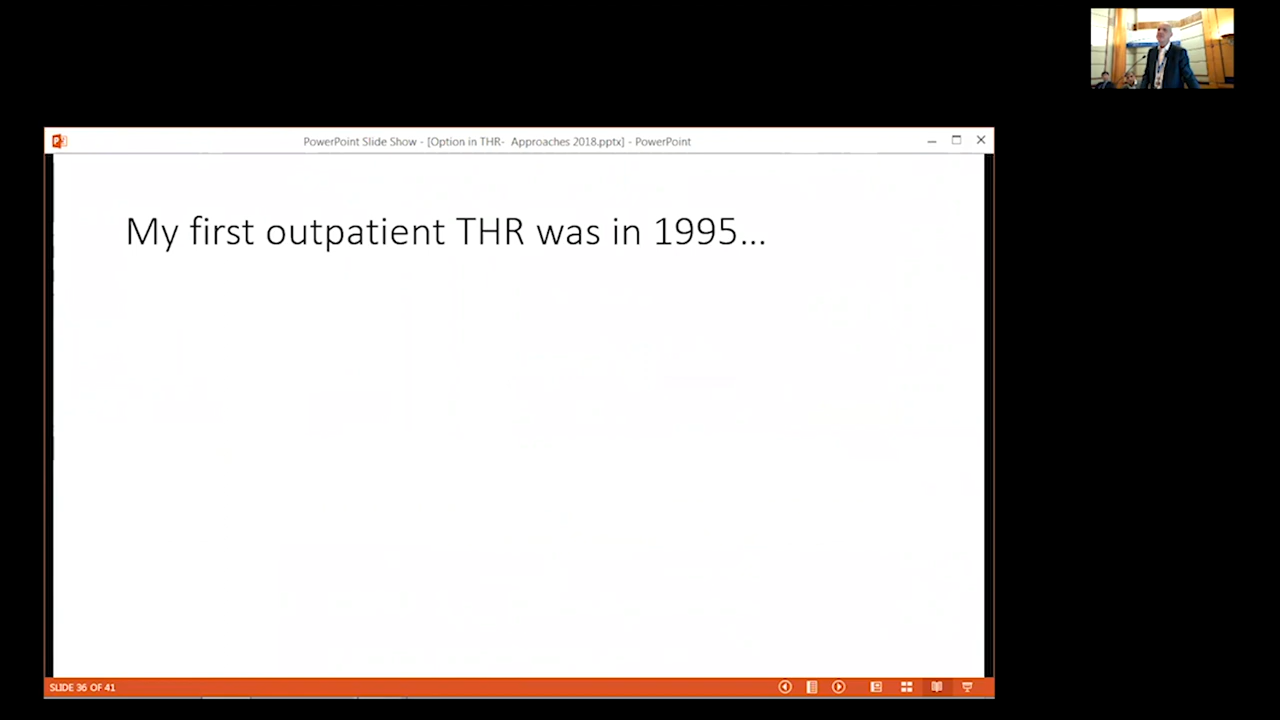 PowerPoint Slide Show - [Option in THR- Approaches 2018.pptx] - PowerPoint
My first outpatient THR was in 1995...
SLIDE 36 OF 41